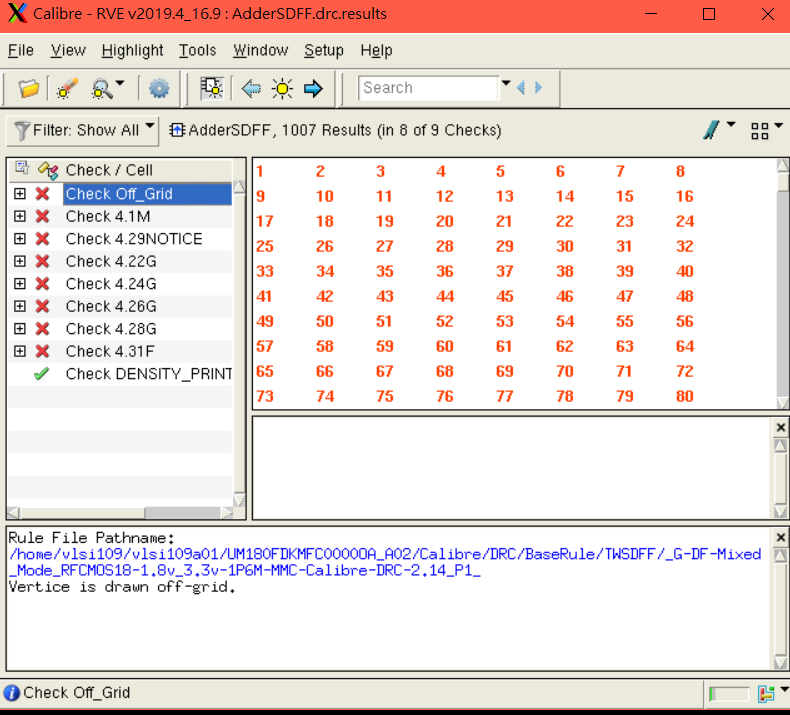 Calibre - RVE v2019.4_16.9 : AdderSDFF.drc.results
File View Highlight Tools Window Setup Help
Search
Filter: Show All AdderSDFF, 1007 Results (in 8 of 9 Checks)
Check / Cell
Check Off_Grid
Check 4.1M
Check 4.29NOTICE
Check 4.22G
Check 4.24G
Check 4.26G
Check 4.28G
Check 4.31F
Check DENSITY_PRINT
1 2 3 4 5 6 7 8
9 10 11 12 13 14 15 16
17 18 19 20 21 22 23 24
25 26 27 28 29 30 31 32
33 34 35 36 37 38 39 40
41 42 43 44 45 46 47 48
49 50 51 52 53 54 55 56
57 58 59 60 61 62 63 64
65 66 67 68 69 70 71 72
73 74 75 76 77 78 79 80
Rule File Pathname:
/home/vlsi109/vlsi109a01/UM180FDKMFC00000OA_A02/Calibre/DRC/BaseRule/TWSDFF/_G-DF-Mixed
_Mode_RFCMOS18-1.8v_3.3v-1P6M-MMC-Calibre-DRC-2.14_P1_
Vertice is drawn off-grid.
Check Off_Grid